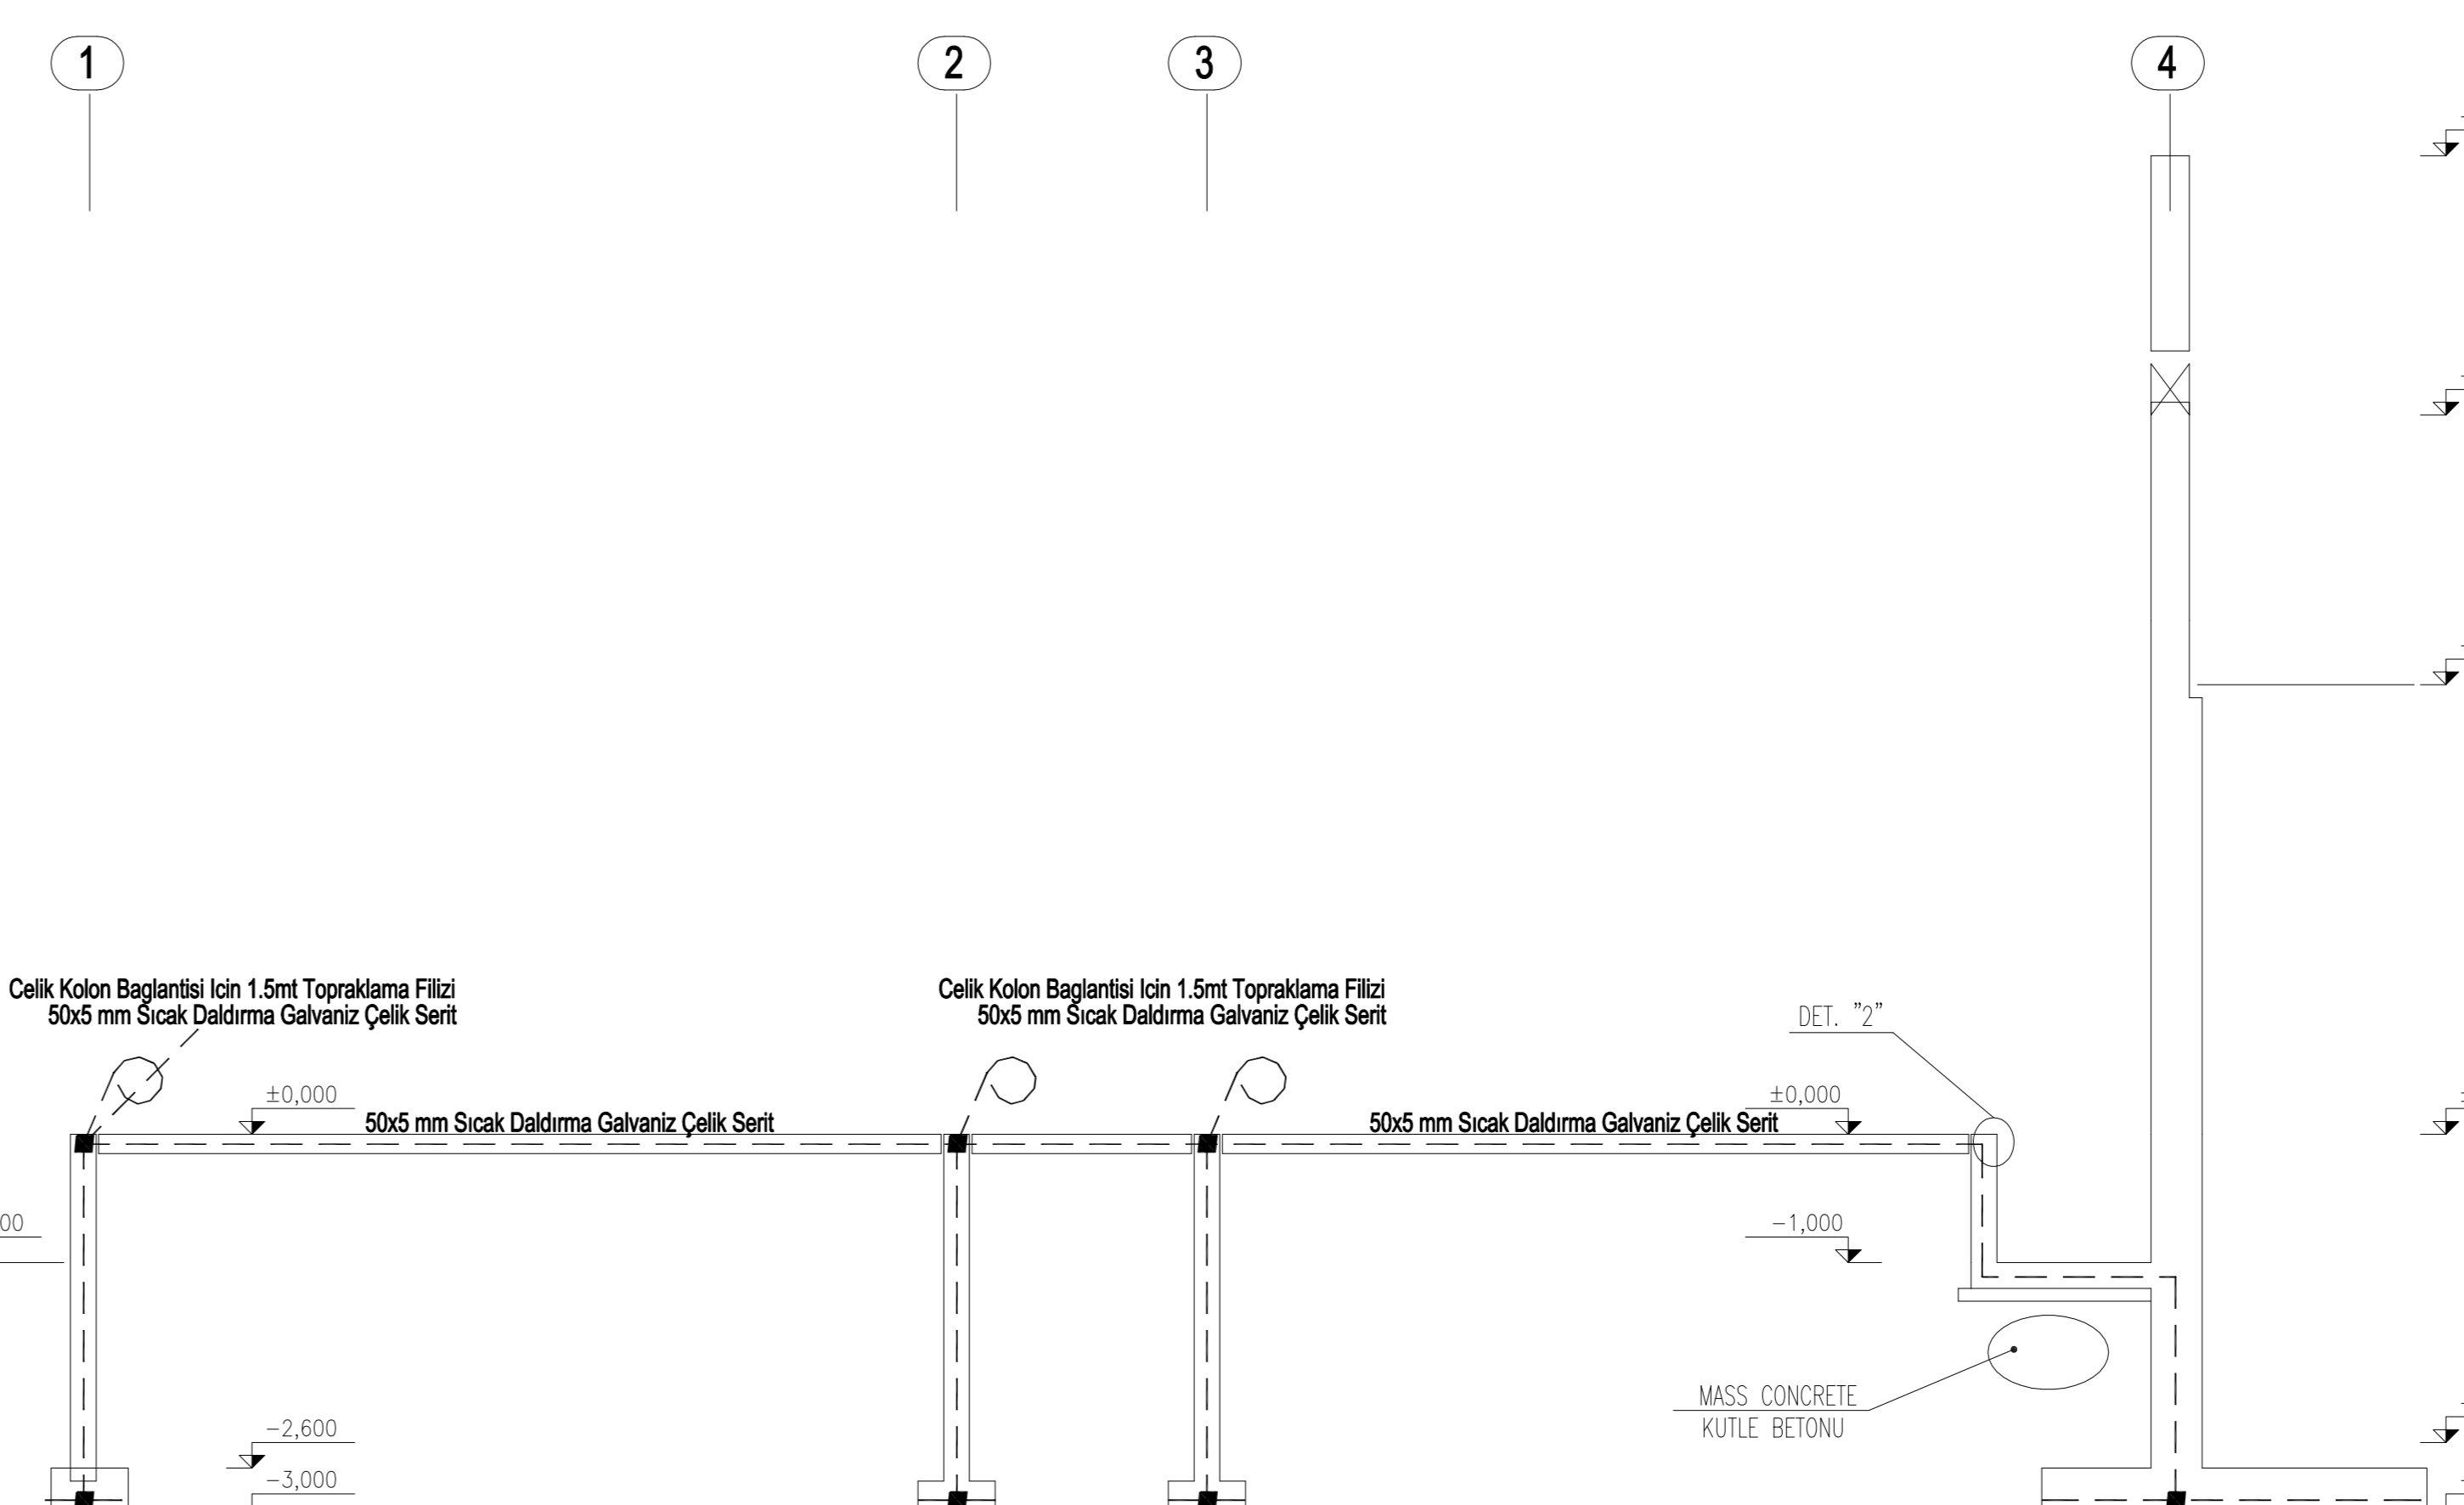 1
2
3
4
Celik Kolon Baglantisi Icin 1.5mt Topraklama Filizi
50x5 mm Sıcak Daldırma Galvaniz Çelik Serit
Celik Kolon Baglantisi Icin 1.5mt Topraklama Filizi
50x5 mm Sıcak Daldırma Galvaniz Çelik Serit
DET. "2"
±0,000
50x5 mm Sıcak Daldırma Galvaniz Çelik Serit
50x5 mm Sıcak Daldırma Galvaniz Çelik Serit
±0,000
00
-1,000
MASS CONCRETE
KUTLE BETONU
-2,600
-3,000